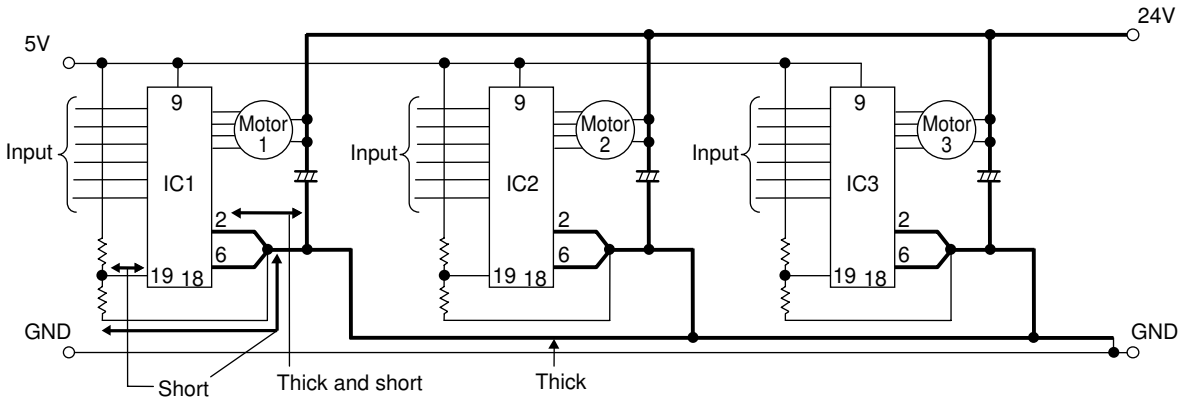 24V
5V
9
9
9
Motor
1
Motor
2
Motor
3
Input
Input
Input
IC1
IC2
IC3
2
2
2
6
6
6
19 18
19 18
19 18
GND
GND
Short
Thick and short
Thick